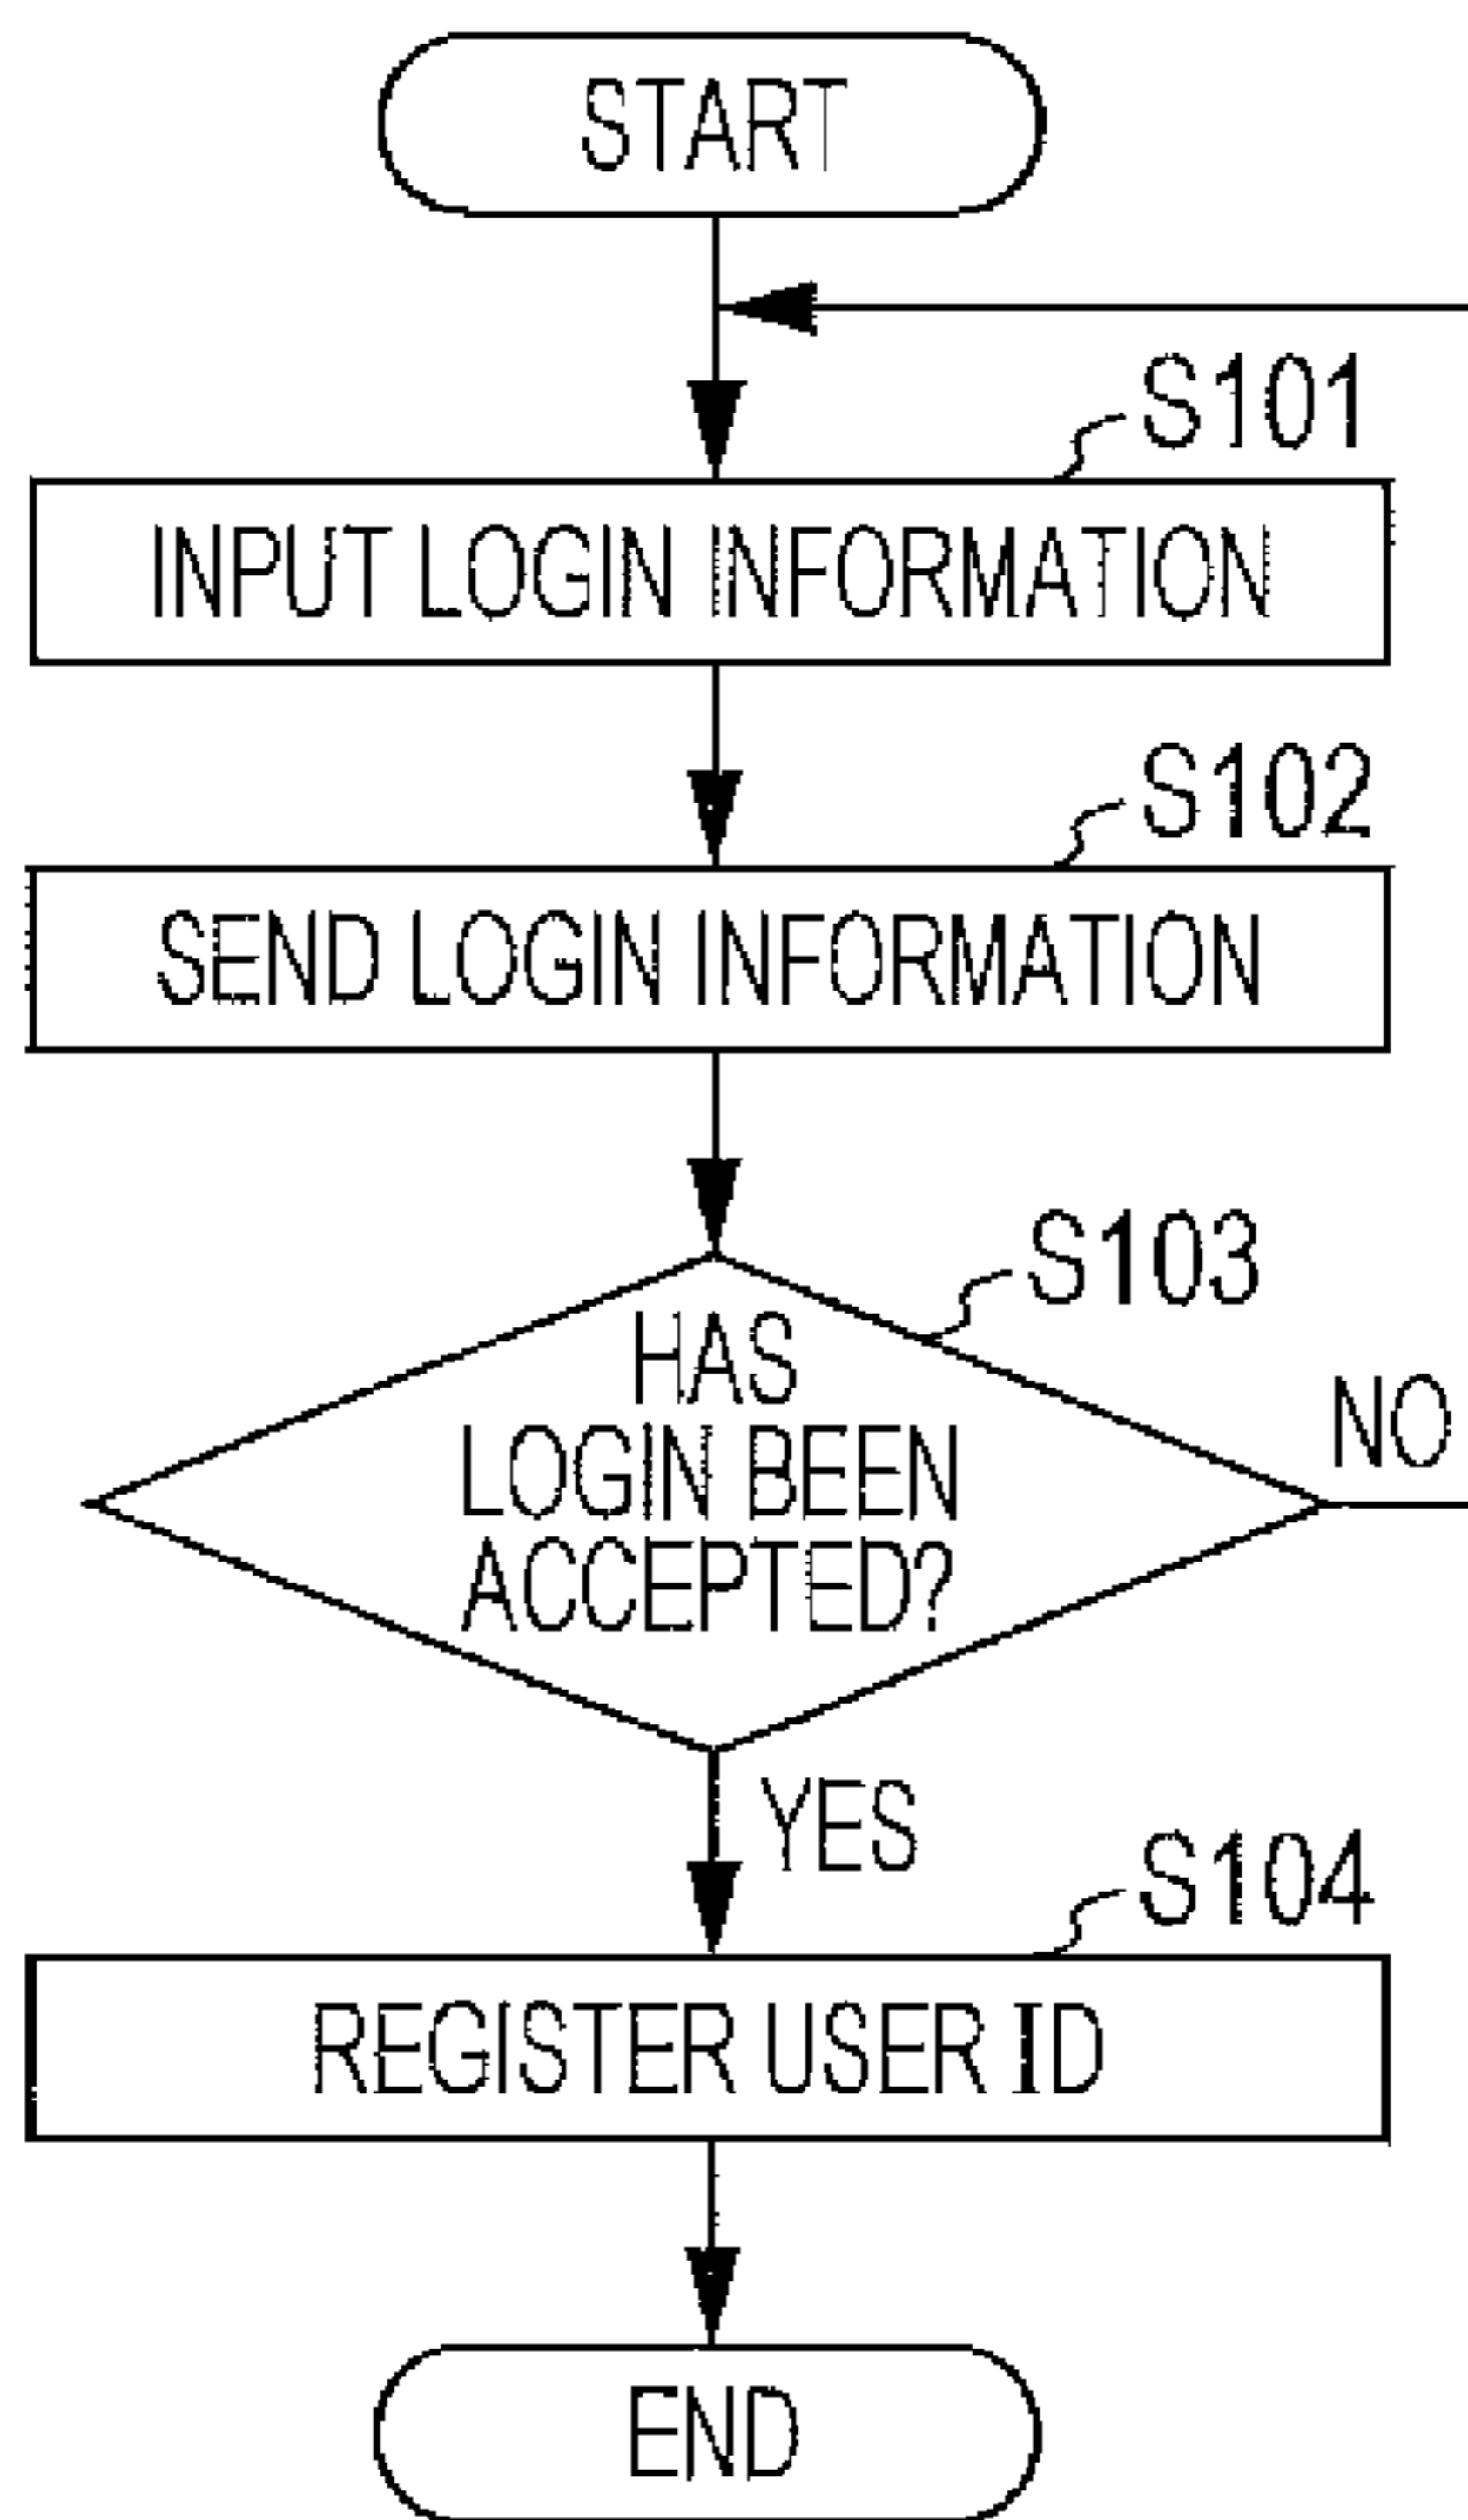 START
S101
INPUT LOGIN INFORMATION
S102
SEND LOGIN INFORMATION
S103
HAS
LOGIN BEEN
ACCEPTED?
NO
YES
S104
REGISTER USER ID
END